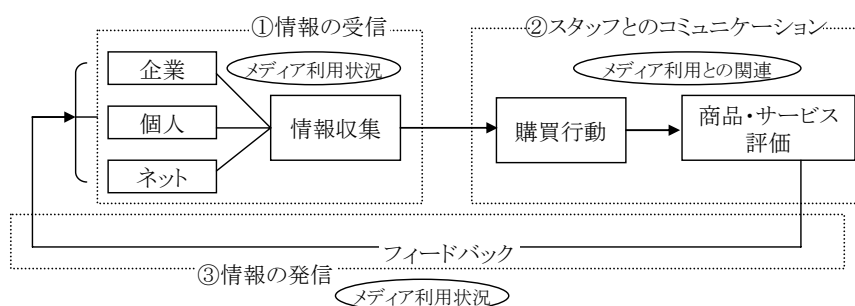 ①情報の受信
企業
個人
ネット
メディア利用状況
情報収集
②スタッフとのコミュニケーション
メディア利用との関連
購買行動
商品・サービス
評価
フィードバック
③情報の発信
メディア利用状況